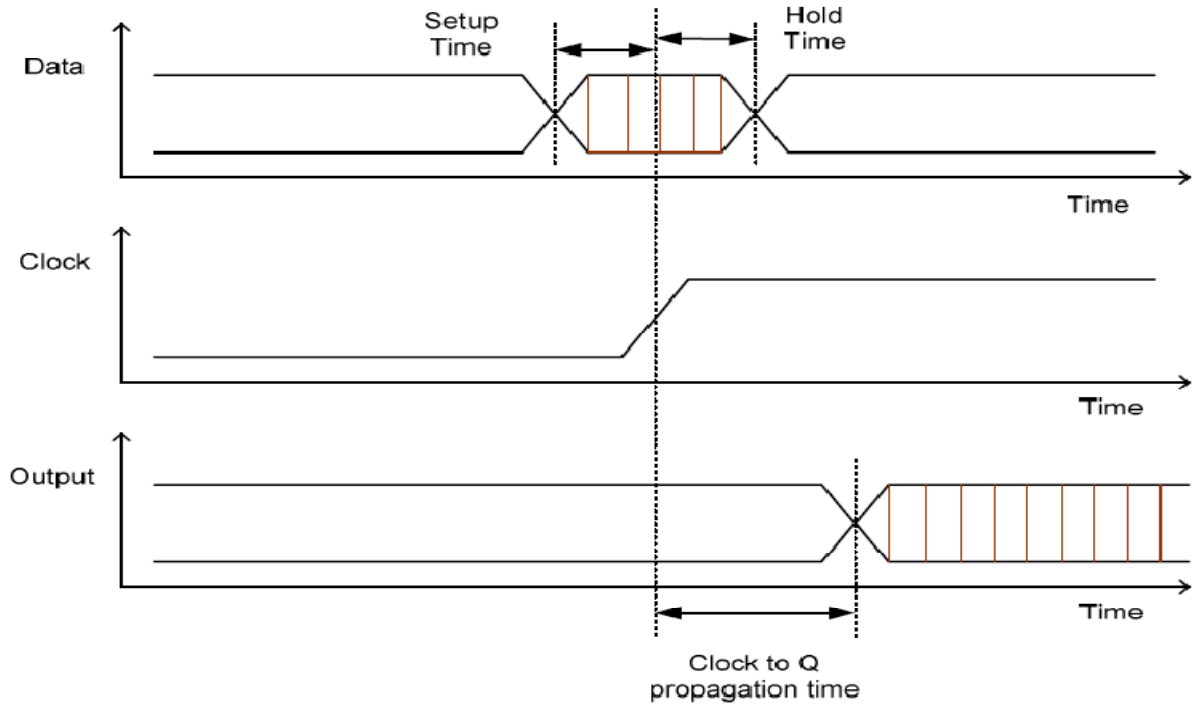 Setup
Time
Hold
Time
Data
Time
Clock
Time
Output
Time
Clock to Q
propagation time